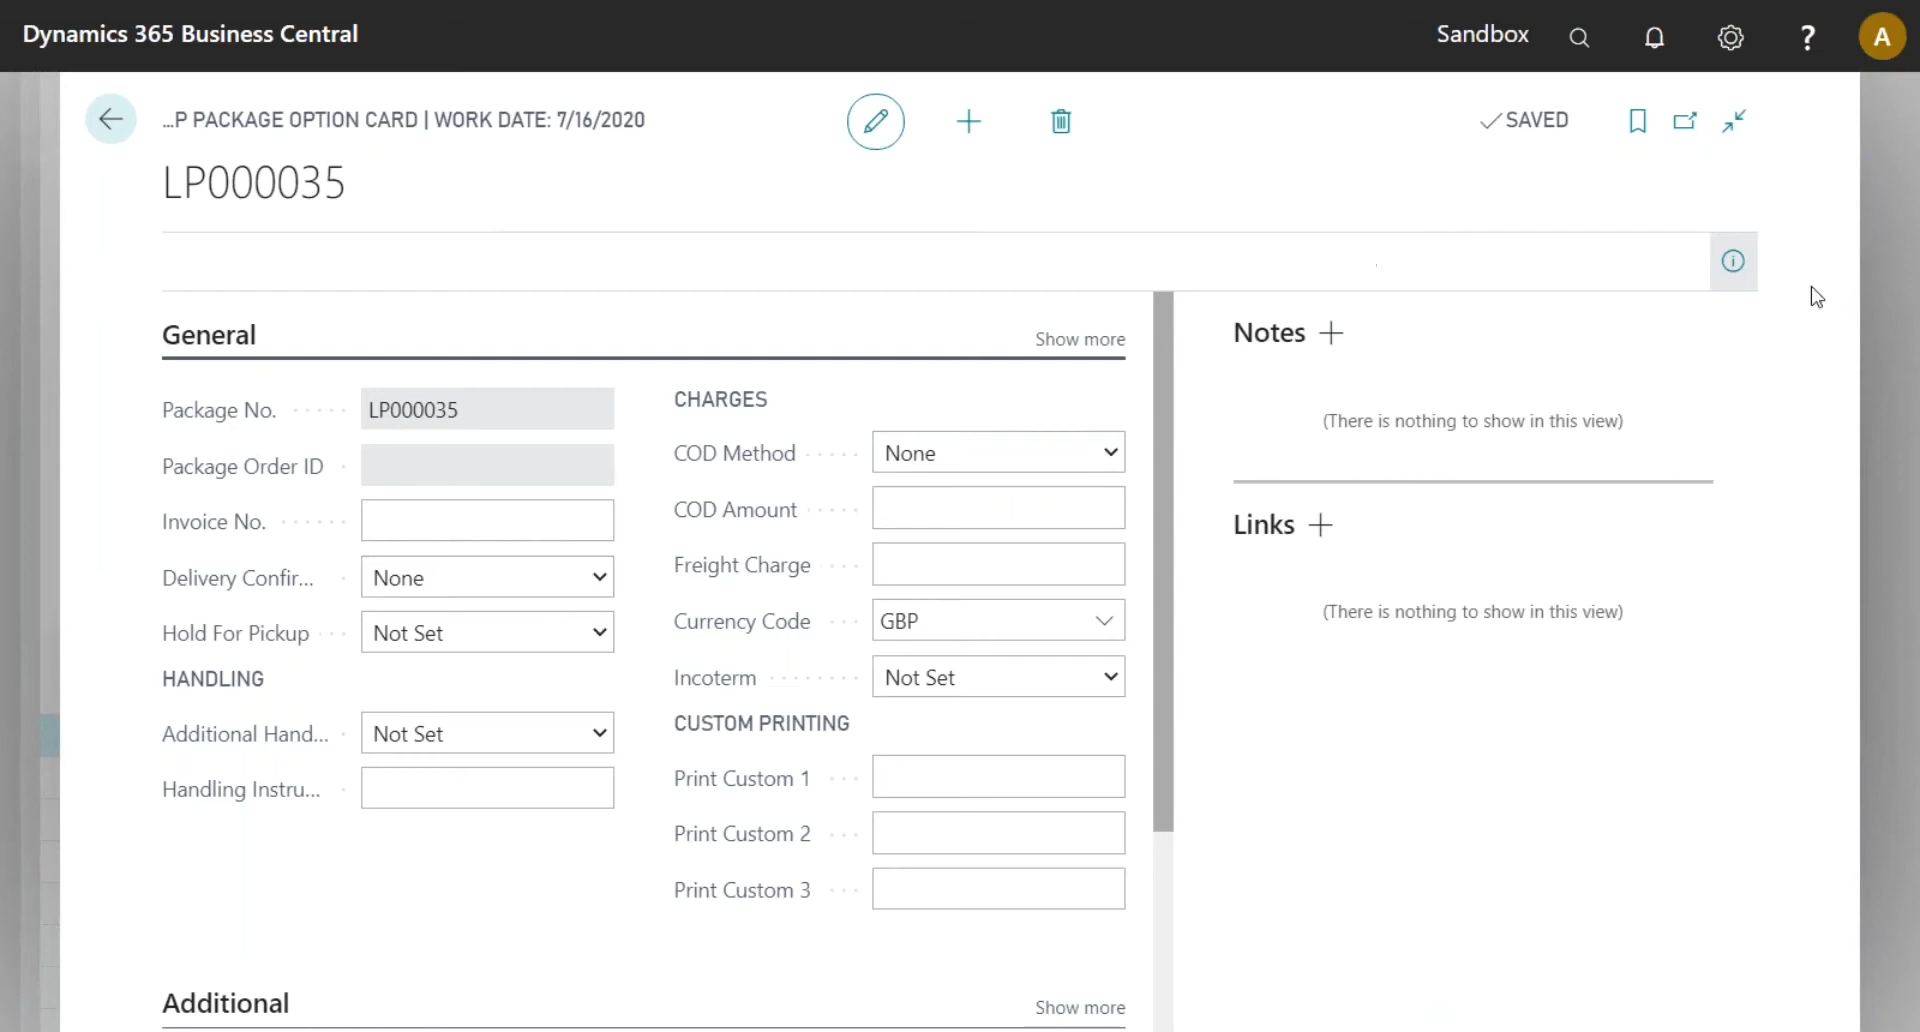 Dynamics 365 Business Central
Sandbox
?
A
...P PACKAGE OPTION CARD | WORK DATE: 7/16/2020
SAVED
LP000035
General
Show more
Package No.
LP000035
Package Order ID
Invoice No.
Delivery Confir...
None
Hold For Pickup
Not Set
HANDLING
Additional Hand...
Not Set
Handling Instru...
CHARGES
COD Method
None
COD Amount
Freight Charge
Currency Code
GBP
Incoterm
Not Set
CUSTOM PRINTING
Print Custom 1
Print Custom 2
Print Custom 3
Additional
Show more
Notes
(There is nothing to show in this view)
Links
(There is nothing to show in this view)